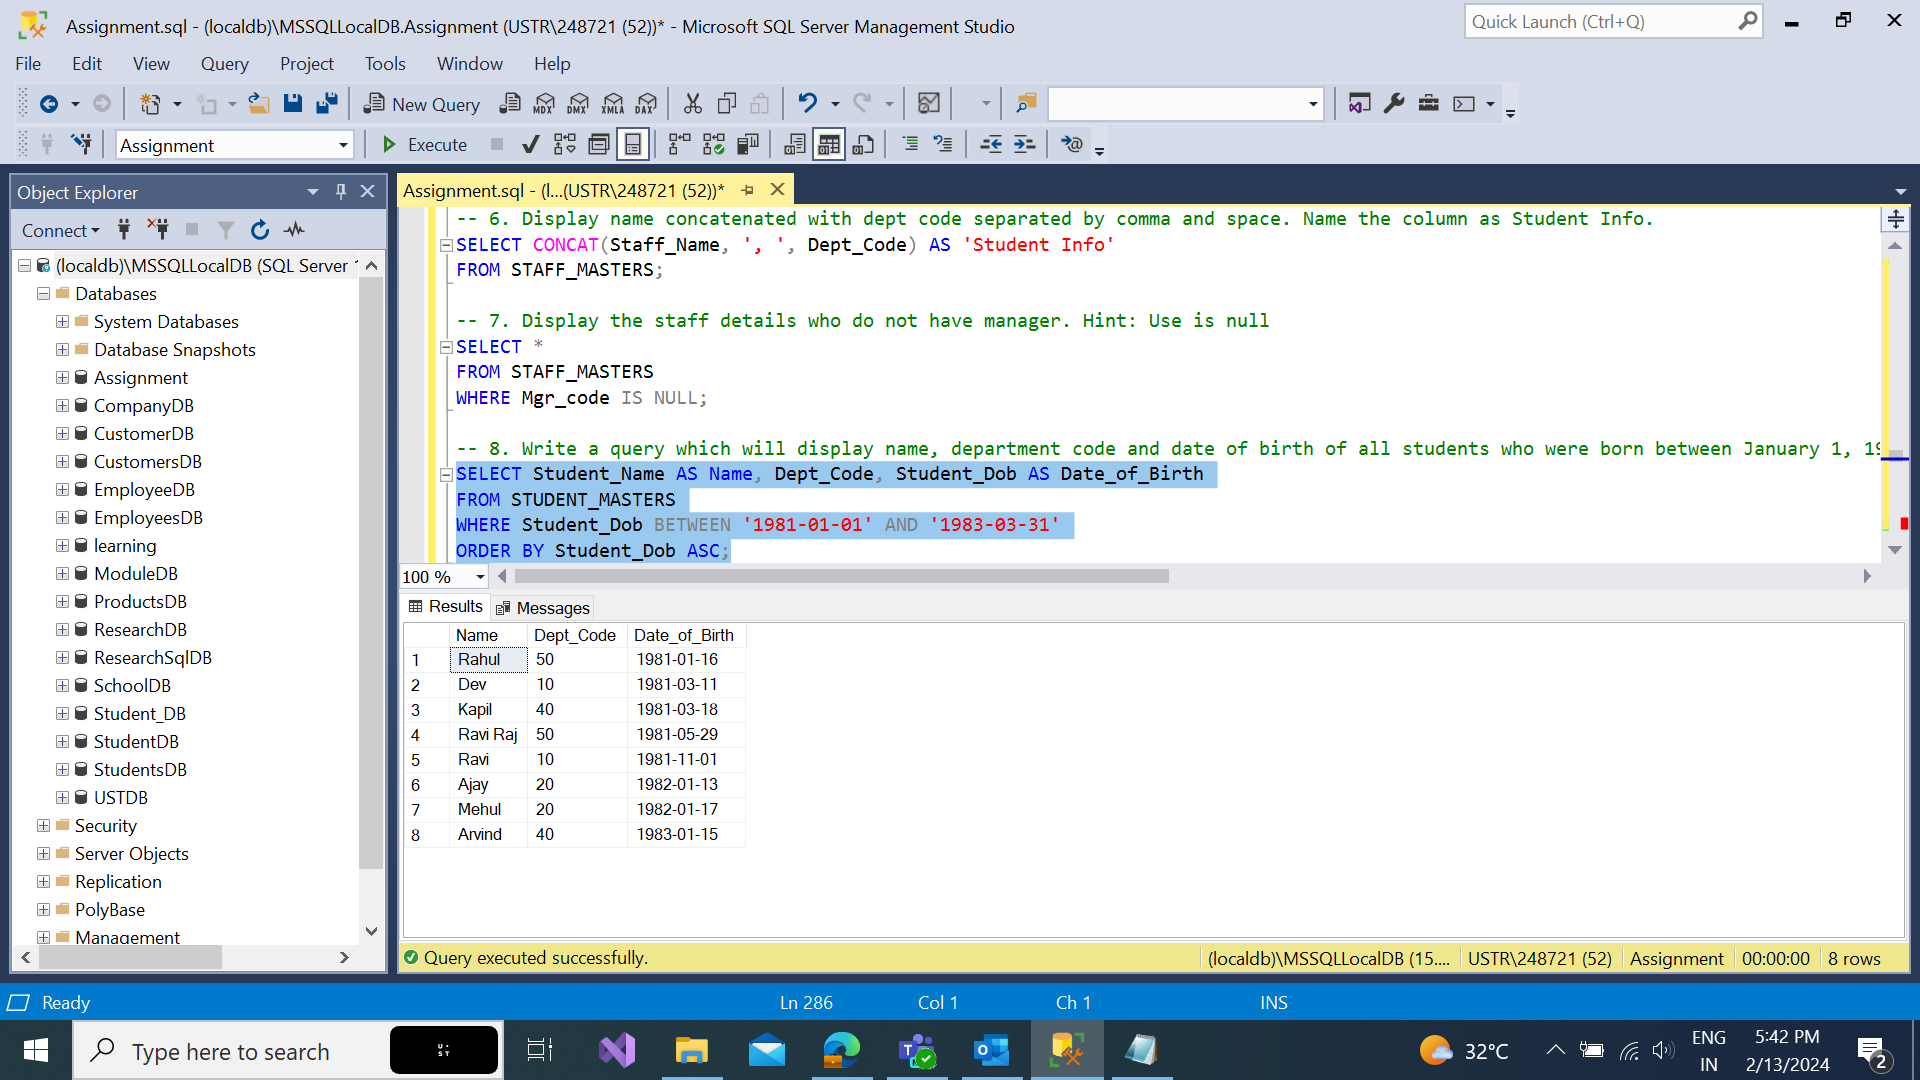 Assignment.sql - (localdb)\MSSQLLocalDB.Assignment (USTR\248721 (52))* - Microsoft SQL Server Management Studio
Quick Launch (Ctrl+Q)
File Edit View Query Project Tools Window Help
New Query MDX DMX XMLA DAX
Assignment Execute
Object Explorer
Connect
(localdb)\MSSQLLocalDB (SQL Server 1
Databases
System Databases
Database Snapshots
Assignment
CompanyDB
CustomerDB
CustomersDB
EmployeeDB
EmployeesDB
learning
ModuleDB
ProductsDB
ResearchDB
ResearchSqlDB
SchoolDB
Student_DB
StudentDB
StudentsDB
USTDB
Security
Server Objects
Replication
PolyBase
Management
Assignment.sql - (l...(USTR\248721 (52))*
-- 6. Display name concatenated with dept code separated by comma and space. Name the column as Student Info.
SELECT CONCAT(Staff_Name, ', ', Dept_Code) AS 'Student Info'
FROM STAFF_MASTERS;
-- 7. Display the staff details who do not have manager. Hint: Use is null
SELECT *
FROM STAFF_MASTERS
WHERE Mgr_code IS NULL;
-- 8. Write a query which will display name, department code and date of birth of all students who were born between January 1, 19
SELECT Student_Name AS Name, Dept_Code, Student_Dob AS Date_of_Birth
FROM STUDENT_MASTERS
WHERE Student_Dob BETWEEN '1981-01-01' AND '1983-03-31'
ORDER BY Student_Dob ASC;
100 %
Results Messages
Name Dept_Code Date_of_Birth
1 Rahul 50 1981-01-16
2 Dev 10 1981-03-11
3 Kapil 40 1981-03-18
4 Ravi Raj 50 1981-05-29
5 Ravi 10 1981-11-01
6 Ajay 20 1982-01-13
7 Mehul 20 1982-01-17
8 Arvind 40 1983-01-15
Query executed successfully.
(localdb)\MSSQLLocalDB (15.... USTR\248721 (52) Assignment 00:00:00 8 rows
Ready Ln 286 Col 1 Ch 1 INS
Type here to search
32°C
ENG
IN
5:42 PM
2/13/2024
2